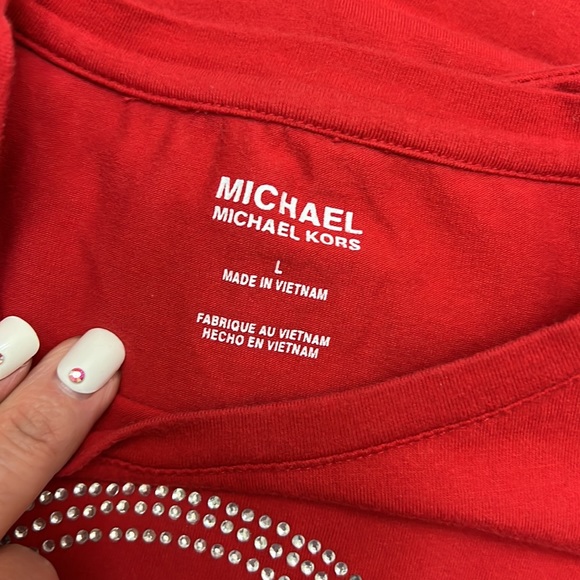 MICHAEL
MICHAEL KORS
L
MADE IN VIETNAM
FABRIQUE AU VIETNAM
HECHO EN VIETNAM